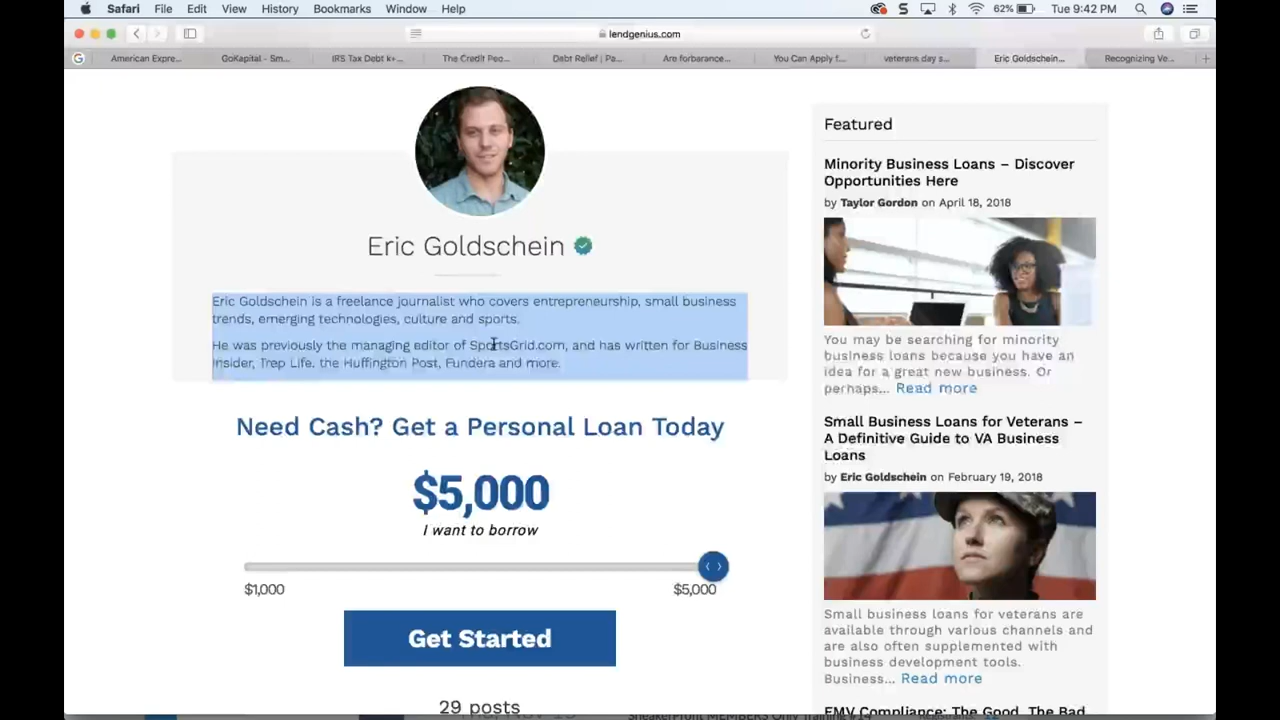 Safari File Edit View History Bookmarks Window Help 62% Tue 9:42 PM
lendgenius.com
American Expre... GoKapital - Sm... IRS Tax Debt k+... The Credit Peo... Debt Relief | Pa... Are forbarance... You Can Apply f... veterans day s... Eric Goldschein... Recognizing Ve...
Eric Goldschein
Eric Goldschein is a freelance journalist who covers entrepreneurship, small business
trends, emerging technologies, culture and sports.
He was previously the managing editor of SportsGrid.com, and has written for Business
Insider, Trep Life. the Huffington Post, Fundera and more.
Need Cash? Get a Personal Loan Today
$5,000
I want to borrow
$1,000 $5,000
Get Started
29 posts
Featured
Minority Business Loans – Discover
Opportunities Here
by Taylor Gordon on April 18, 2018
You may be searching for minority
business loans because you have an
idea for a great new business. Or
perhaps... Read more
Small Business Loans for Veterans –
A Definitive Guide to VA Business
Loans
by Eric Goldschein on February 19, 2018
Small business loans for veterans are
available through various channels and
are also often supplemented with
business development tools.
Business... Read more
EMV Compliance: The Good, The Bad